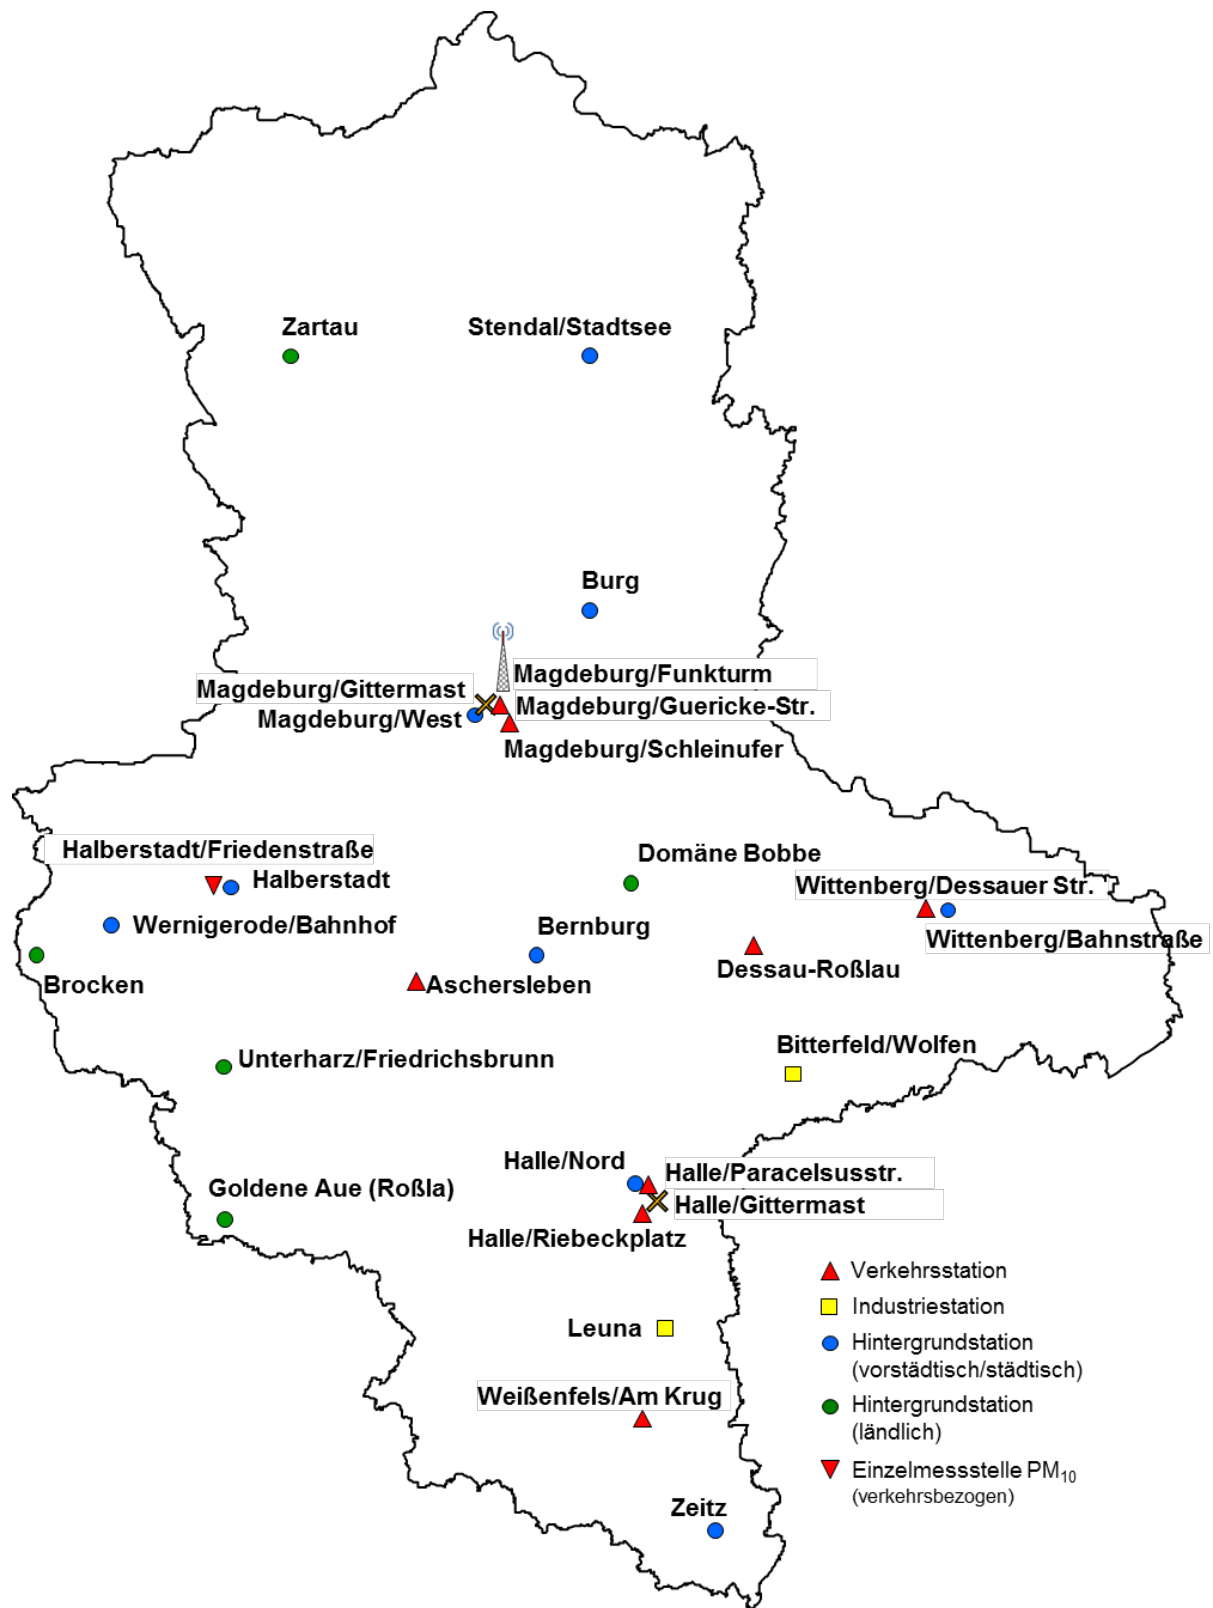 Zartau
Stendal/Stadtsee
Burg
Magdeburg/Funkturm
Magdeburg/Gittermast
Magdeburg/Guericke-Str.
Magdeburg/West
Magdeburg/Schleinufer
Halberstadt/Friedenstraße
Halberstadt
Domäne Bobbe
Wittenberg/Dessauer Str.
Wernigerode/Bahnhof
Bernburg
Wittenberg/Bahnstraße
Dessau-Roßlau
Brocken
Aschersleben
Unterharz/Friedrichsbrunn
Bitterfeld/Wolfen
Halle/Nord
Halle/Paracelsusstr.
Goldene Aue (Roßla)
Halle/Gittermast
Halle/Riebeckplatz
Leuna
Weißenfels/Am Krug
Zeitz
Verkehrsstation
Industriestation
Hintergrundstation
(vorstädtisch/städtisch)
Hintergrundstation
(ländlich)
Einzelmessstelle PM₁₀
(verkehrsbezogen)